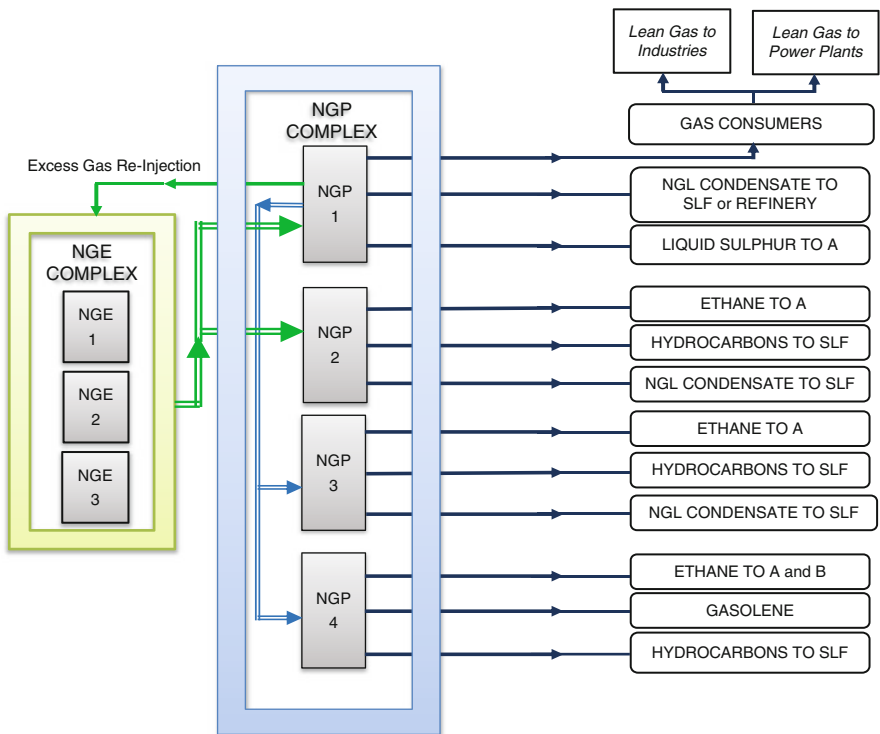 Lean Gas to
Industries
Lean Gas to
Power Plants
GAS CONSUMERS
NGP
COMPLEX
Excess Gas Re-Injection
NGP
1
NGL CONDENSATE TO
SLF or REFINERY
LIQUID SULPHUR TO A
NGE
COMPLEX
NGE
1
NGE
2
NGE
3
NGP
2
ETHANE TO A
HYDROCARBONS TO SLF
NGL CONDENSATE TO SLF
NGP
3
ETHANE TO A
HYDROCARBONS TO SLF
NGL CONDENSATE TO SLF
NGP
4
ETHANE TO A and B
GASOLENE
HYDROCARBONS TO SLF